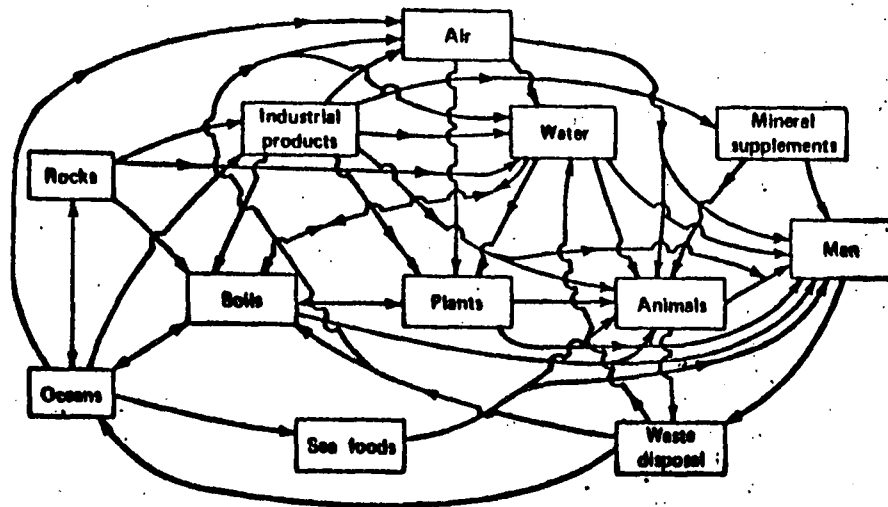 Air
Industrial
products
Water
Mineral
supplements
Rocks
Man
Soils
Plants
Animals
Oceans
Sea foods
Waste
disposal